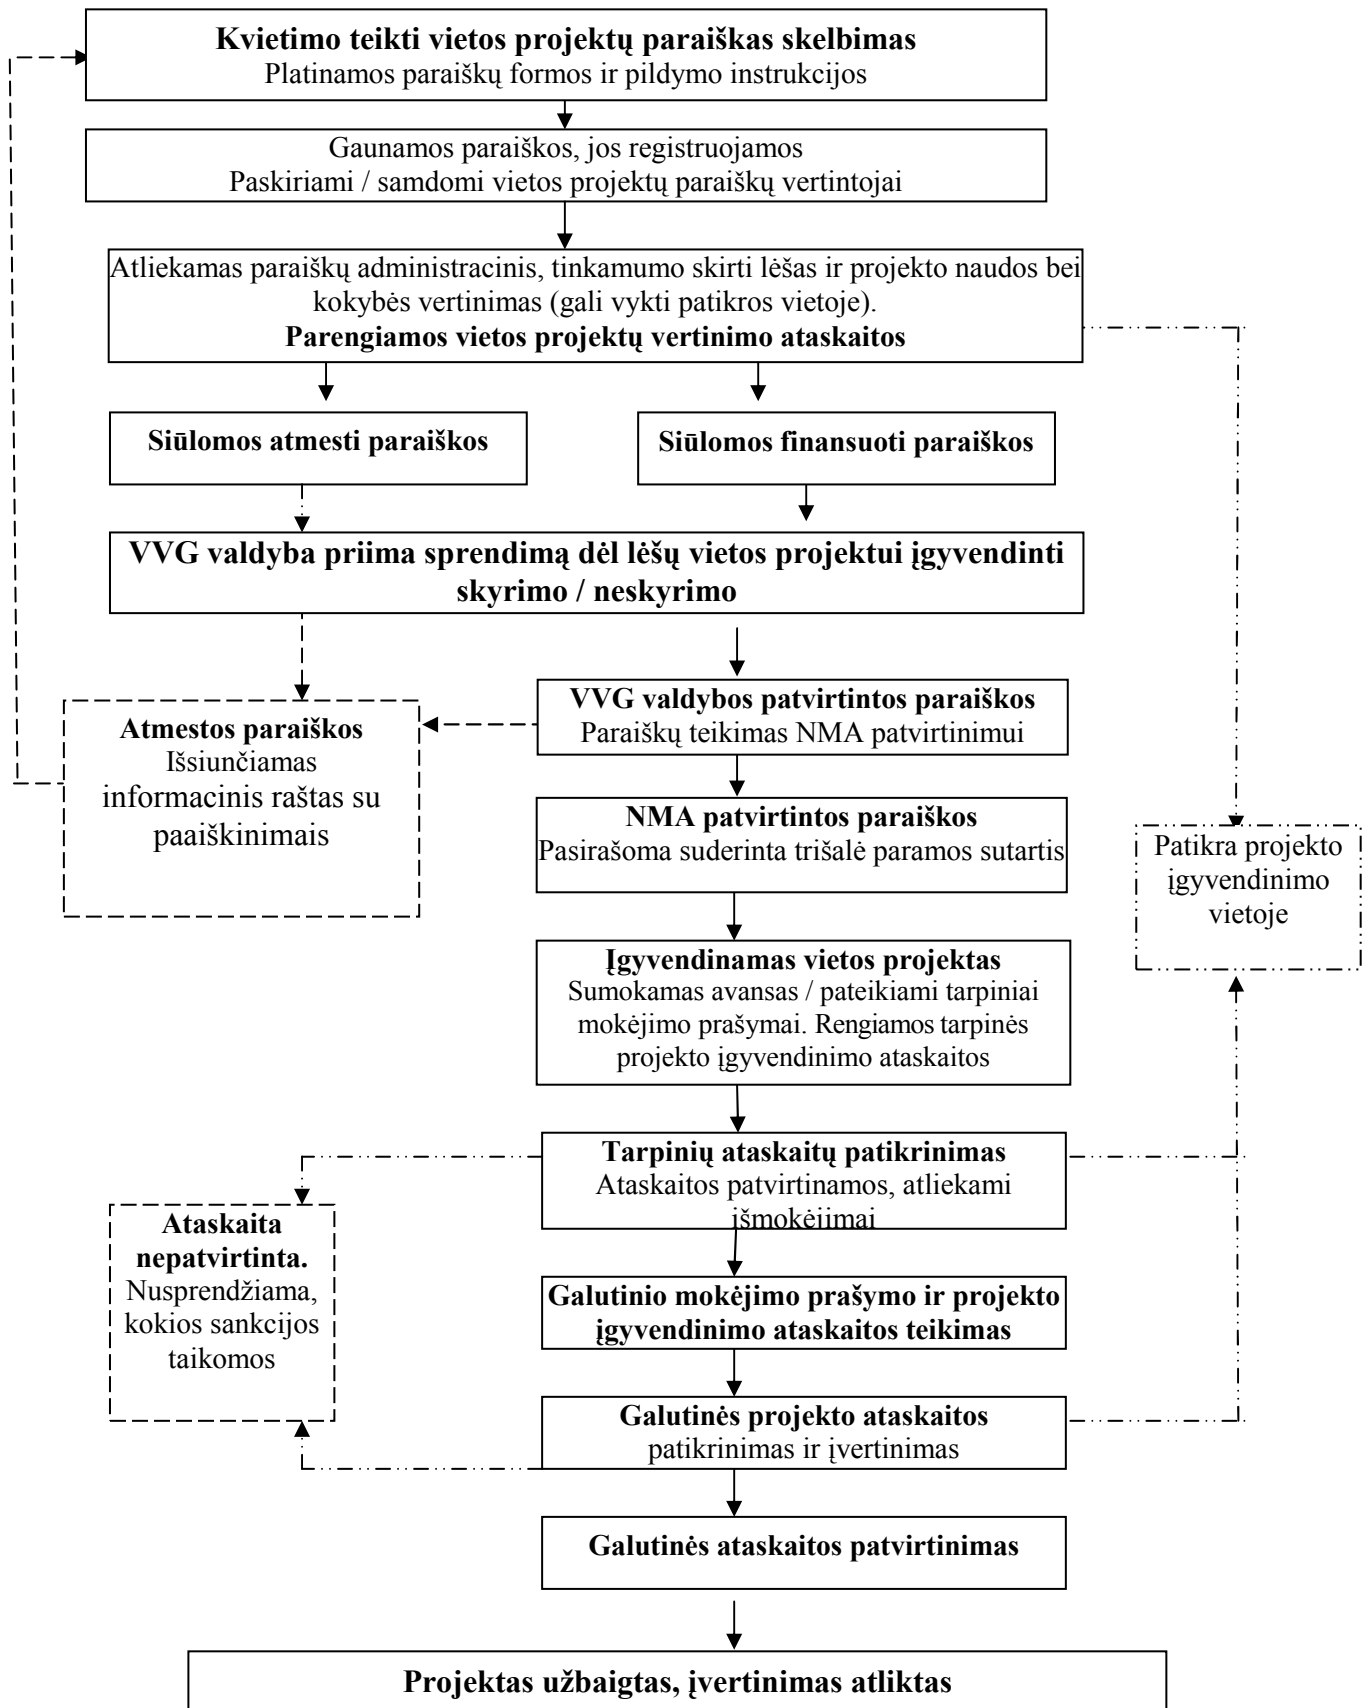 Kvietimo teikti vietos projektų paraiškas skelbimas
Platinamos paraiškų formos ir pildymo instrukcijos
Gaunamos paraiškos, jos registruojamos
Paskiriami / samdomi vietos projektų paraiškų vertintojai
Atliekamas paraiškų administracinis, tinkamumo skirti lėšas ir projekto naudos bei
kokybės vertinimas (gali vykti patikros vietoje).
Parengiamos vietos projektų vertinimo ataskaitos
Siūlomos atmesti paraiškos
Siūlomos finansuoti paraiškos
VVG valdyba priima sprendimą dėl lėšų vietos projektui įgyvendinti
skyrimo / neskyrimo
VVG valdybos patvirtintos paraiškos
Paraiškų teikimas NMA patvirtinimui
Atmestos paraiškos
Išsiunčiamas
informacinis raštas su
paaiškinimais
NMA patvirtintos paraiškos
Pasirašoma suderinta trišalė paramos sutartis
Patikra projekto
įgyvendinimo
vietoje
Įgyvendinamas vietos projektas
Sumokamas avansas / pateikiami tarpiniai
mokėjimo prašymai. Rengiamos tarpinės
projekto įgyvendinimo ataskaitos
Tarpinių ataskaitų patikrinimas
Ataskaitos patvirtinamos, atliekami
išmokėjimai
Ataskaita
nepatvirtinta.
Nusprendžiama,
kokios sankcijos
taikomos
Galutinio mokėjimo prašymo ir projekto
įgyvendinimo ataskaitos teikimas
Galutinės projekto ataskaitos
patikrinimas ir įvertinimas
Galutinės ataskaitos patvirtinimas
Projektas užbaigtas, įvertinimas atliktas